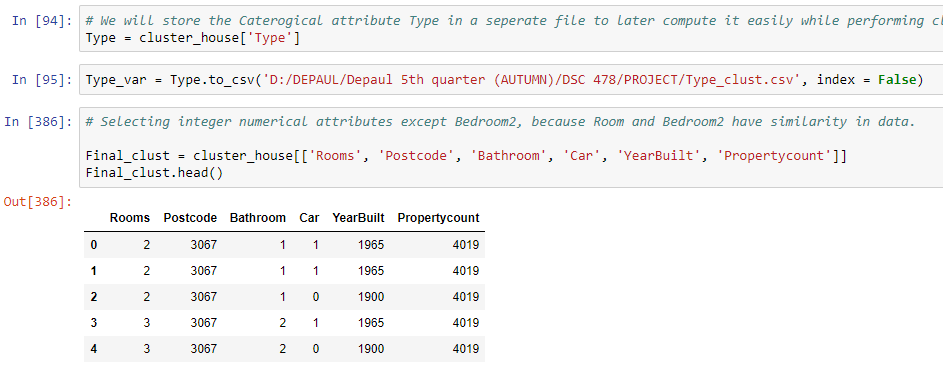 In [94]: # We will store the Caterogical attribute Type in a seperate file to later compute it easily while performing
Type = cluster_house['Type']
In [95]: Type_var = Type.to_csv('D:/DEPAUL/Depaul 5th quarter (AUTUMN)/DSC 478/PROJECT/Type_clust.csv', index = False)
In [386]: # Selecting integer numerical attributes except Bedroom2, because Room and Bedroom2 have similarity in data.
Final_clust = cluster_house[['Rooms', 'Postcode', 'Bathroom', 'Car', 'YearBuilt', 'Propertycount']]
Final_clust.head()
Out[386]:
Rooms Postcode Bathroom Car YearBuilt Propertycount
0 2 3067 1 1 1965 4019
1 2 3067 1 1 1965 4019
2 2 3067 1 0 1900 4019
3 3 3067 2 1 1965 4019
4 3 3067 2 0 1900 4019